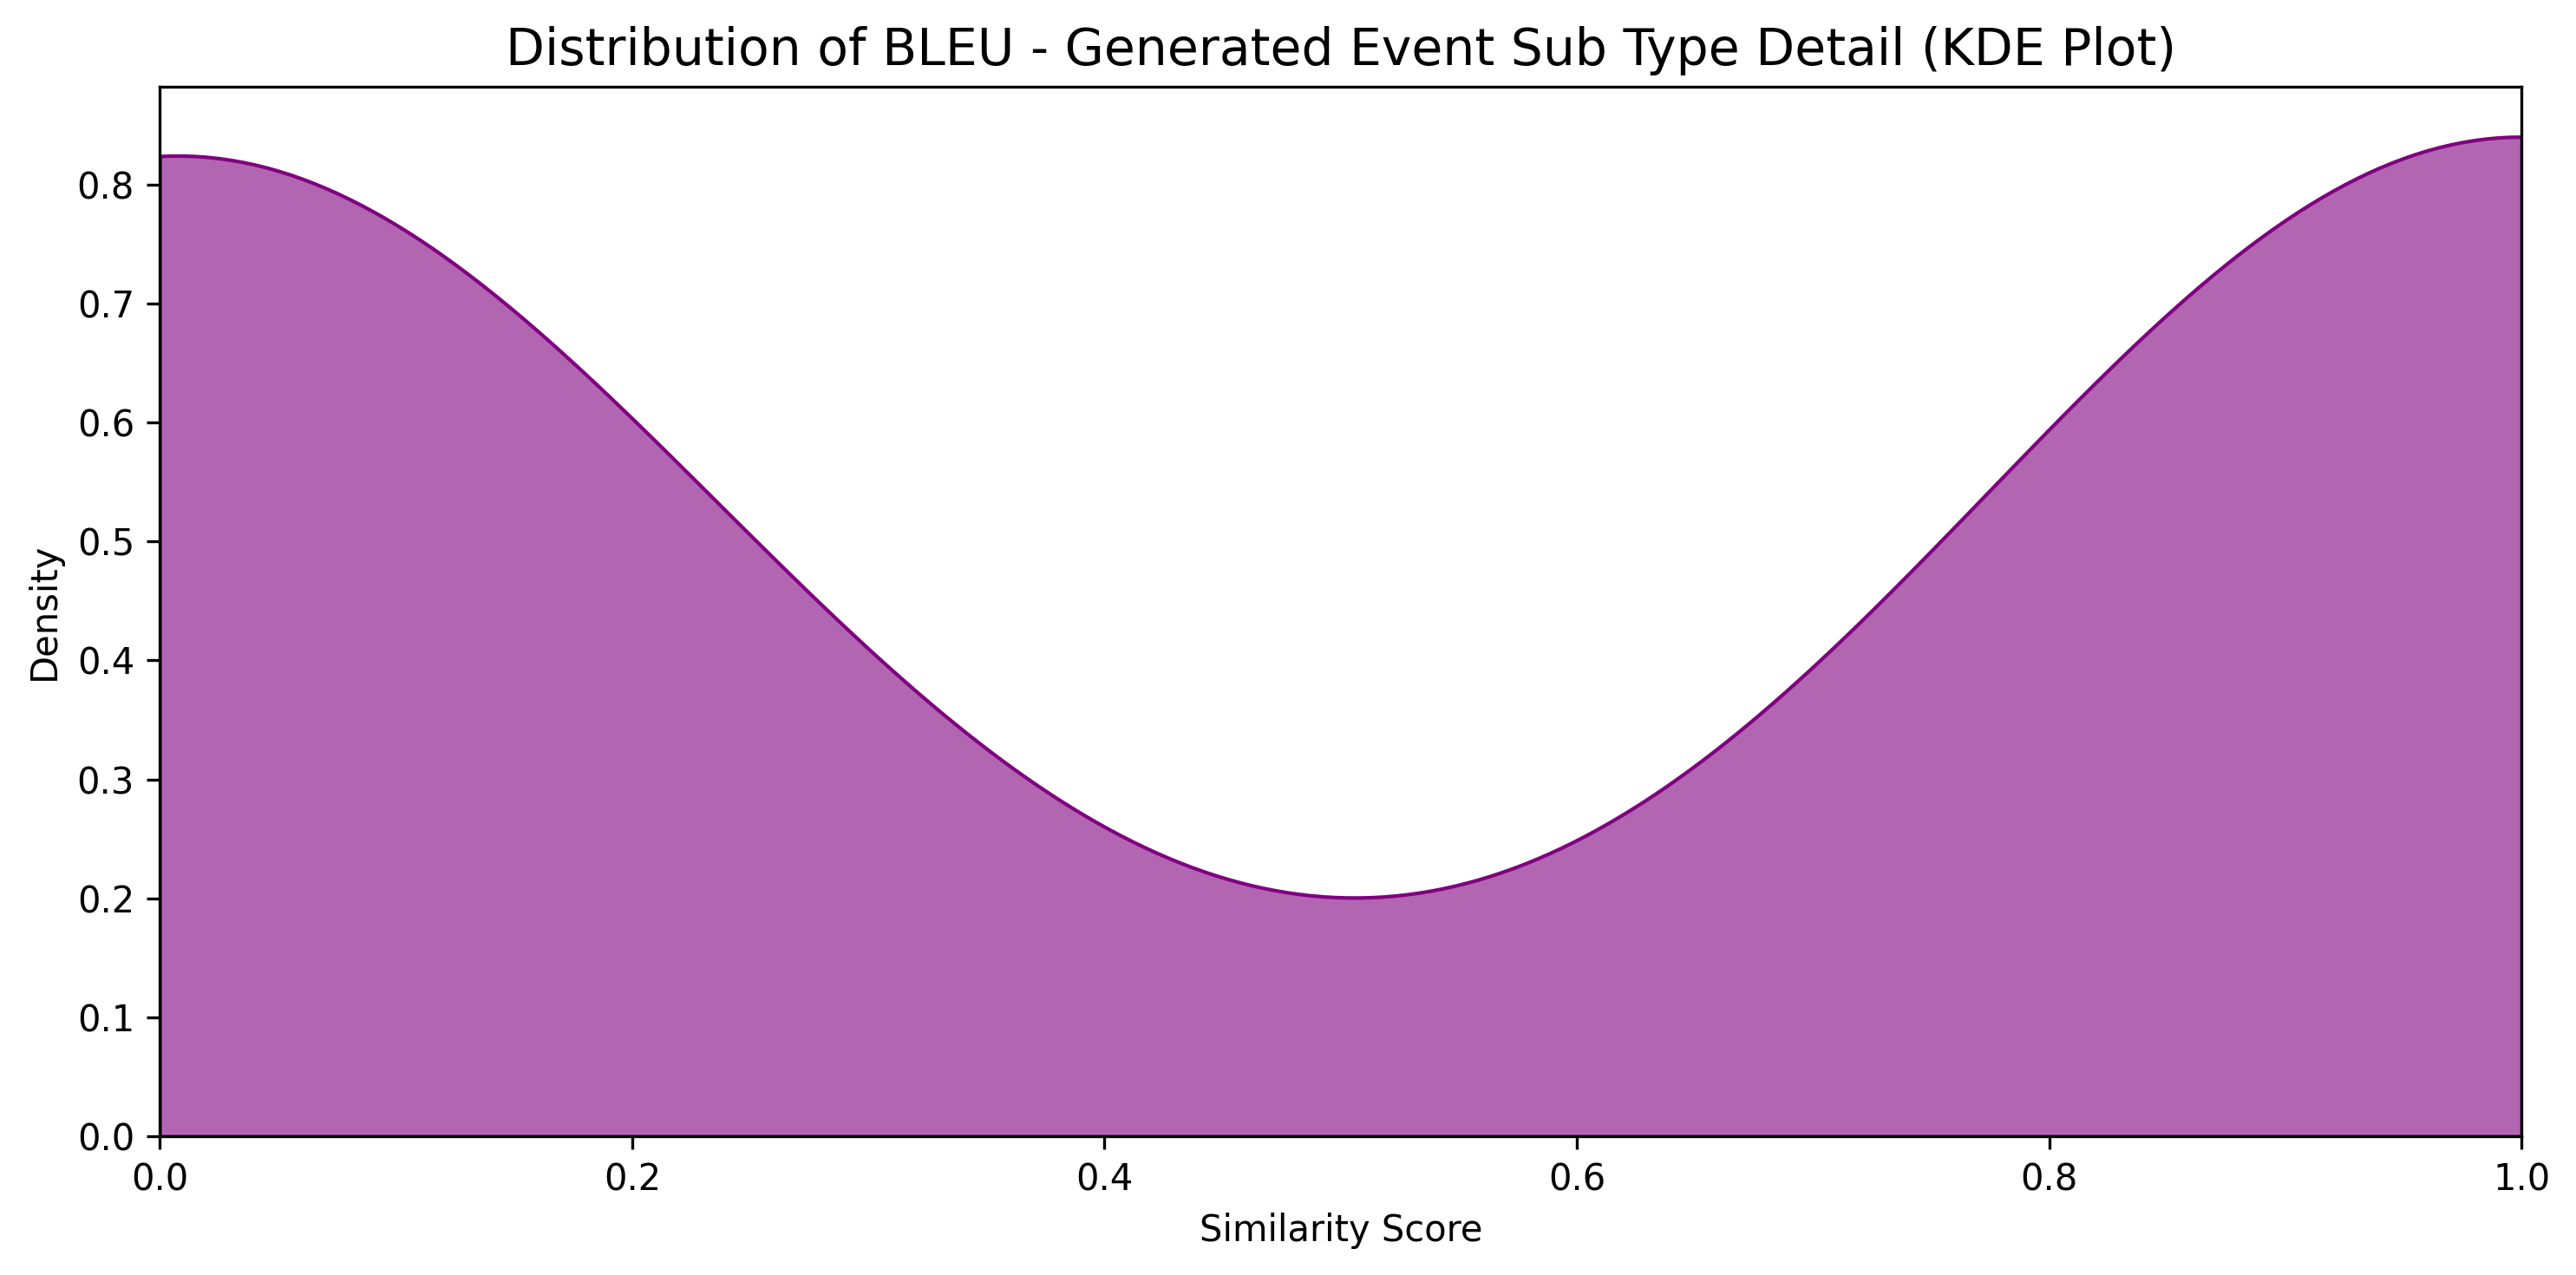 Distribution of BLEU - Generated Event Sub Type Detail (KDE Plot)
Density
0.8
0.7
0.6
0.5
0.4
0.3
0.2
0.1
0.0
0.0 0.2 0.4 0.6 0.8 1.0
Similarity Score